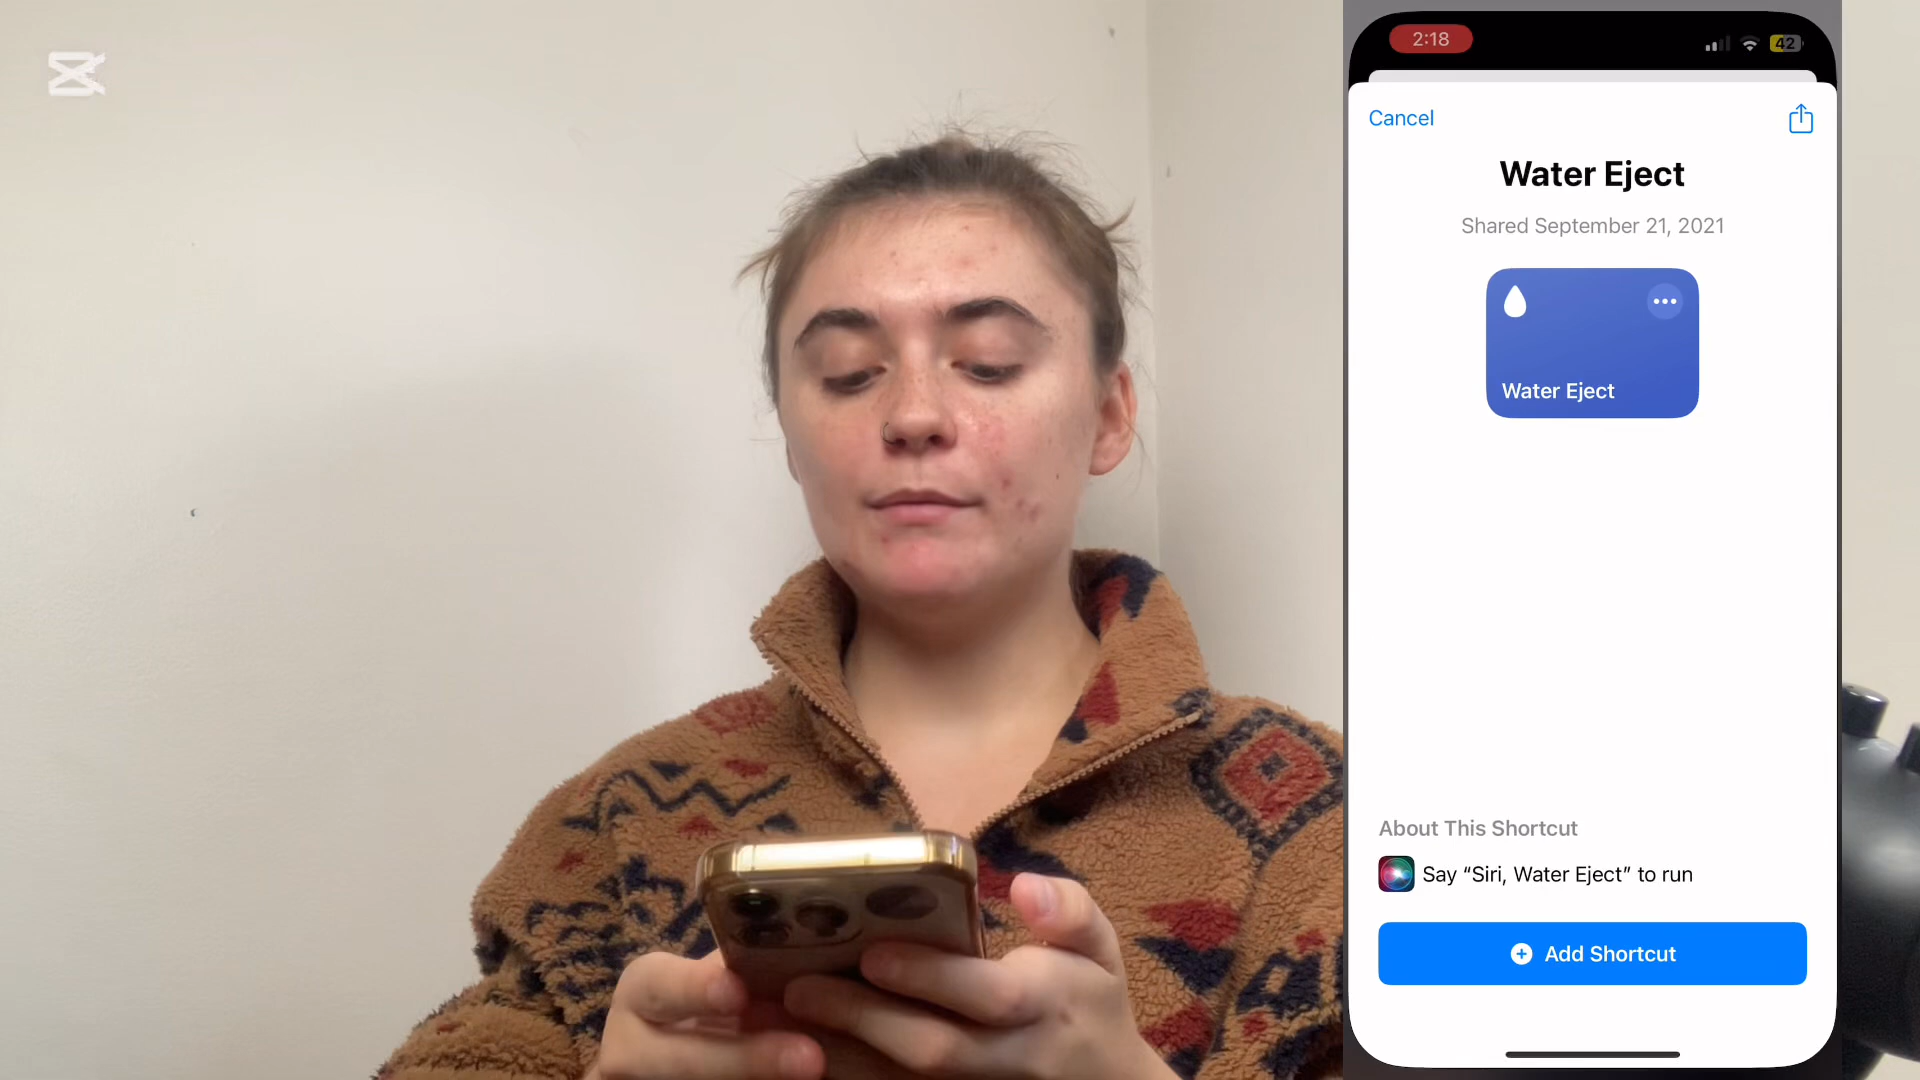 2:18
42
Cancel
Water Eject
Shared September 21, 2021
Water Eject
About This Shortcut
Say “Siri, Water Eject” to run
Add Shortcut